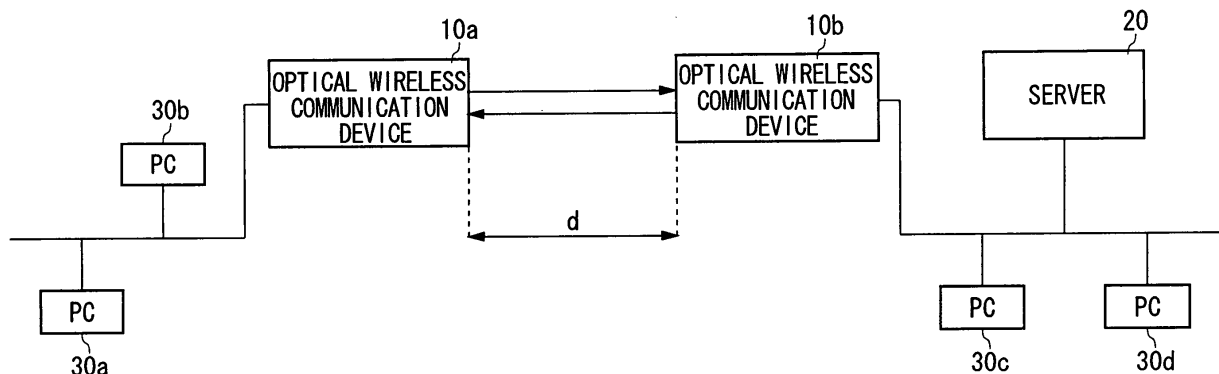 10a
10b
20
OPTICAL WIRELESS
COMMUNICATION
DEVICE
OPTICAL WIRELESS
COMMUNICATION
DEVICE
SERVER
30b
PC
d
PC
30a
PC
30c
PC
30d